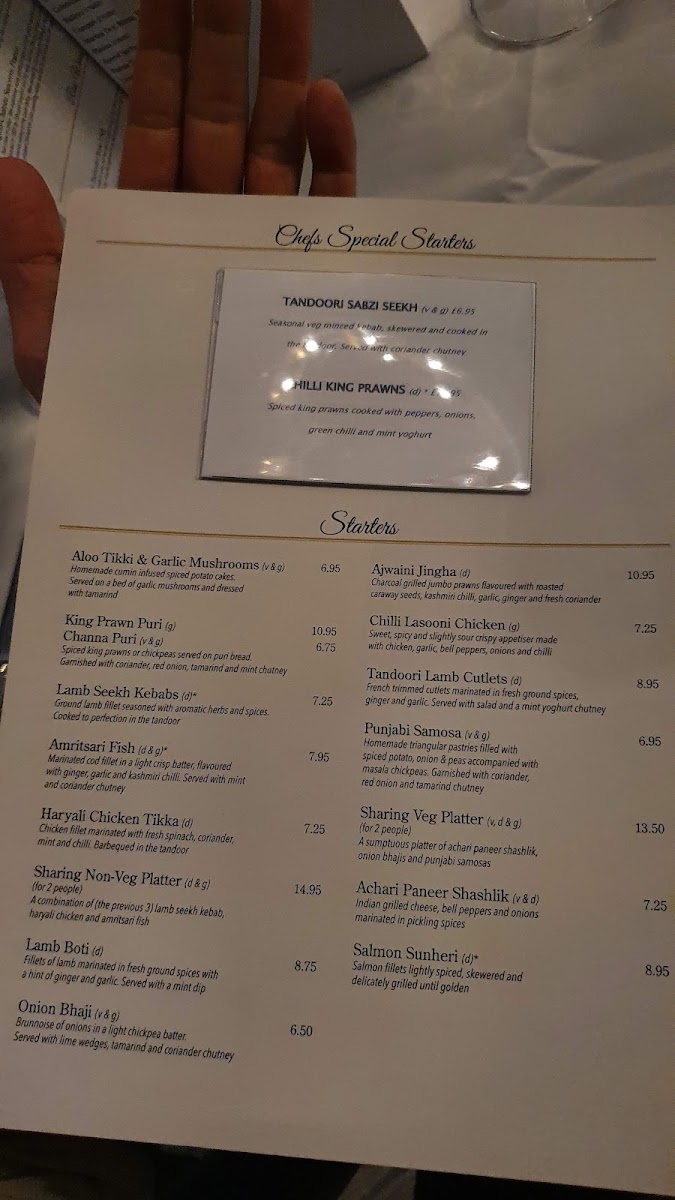 Chefs Special Starters
TANDOORI SABZI SEEKH (v & g) £6.95
Seasonal veg minced kebab, skewered and cooked in
the Served with coriander chutney
CHILLI KING PRAWNS (d) *
Spiced king prawns cooked with peppers, onions,
green chilli and mint yoghurt
Starters
Aloo Tikki & Garlic Mushrooms (v & g) 6.95
Homemade cumin infused spiced potato cakes.
Served on a bed of garlic mushrooms and dressed
with tamarind
King Prawn Puri (g) 10.95
Channa Puri (v & g) 6.75
Spiced king prawns or chickpeas served on puri bread.
Garnished with coriander, red onion, tamarind and mint chutney
Lamb Seekh Kebabs (d)* 7.25
Ground lamb fillet seasoned with aromatic herbs and spices.
Cooked to perfection in the tandoor
Amritsari Fish (d & g)* 7.95
Marinated cod fillet in a light crisp batter, flavoured
with ginger, garlic and kashmiri chilli. Served with mint
and coriander chutney
Haryali Chicken Tikka (d) 7.25
Chicken fillet marinated with fresh spinach, coriander,
mint and chilli. Barbequed in the tandoor
Sharing Non-Veg Platter (d & g) 14.95
(for 2 people)
A combination of (the previous 3) lamb seekh kebab,
haryali chicken and amritsari fish
Lamb Boti (d) 8.75
Fillets of lamb marinated in fresh ground spices with
a hint of ginger and garlic. Served with a mint dip
Onion Bhaji (v & g) 6.50
Brunnoise of onions in a light chickpea batter.
Served with lime wedges, tamarind and coriander chutney
Ajwaini Jingha (d) 10.95
Charcoal grilled jumbo prawns flavoured with roasted
caraway seeds, kashmiri chilli, garlic, ginger and fresh coriander
Chilli Lasooni Chicken (g) 7.25
Sweet, spicy and slightly sour crispy appetiser made
with chicken, garlic, bell peppers, onions and chilli
Tandoori Lamb Cutlets (d) 8.95
French trimmed cutlets marinated in fresh ground spices,
ginger and garlic. Served with salad and a mint yoghurt chutney
Punjabi Samosa (v & g) 6.95
Homemade triangular pastries filled with
spiced potato, onion & peas accompanied with
masala chickpeas. Garnished with coriander,
red onion and tamarind chutney
Sharing Veg Platter (v, d & g) 13.50
(for 2 people)
A sumptuous platter of achari paneer shashlik,
onion bhajis and punjabi samosas
Achari Paneer Shashlik (v & d) 7.25
Indian grilled cheese, bell peppers and onions
marinated in pickling spices
Salmon Sunheri (d)* 8.95
Salmon fillets lightly spiced, skewered and
delicately grilled until golden